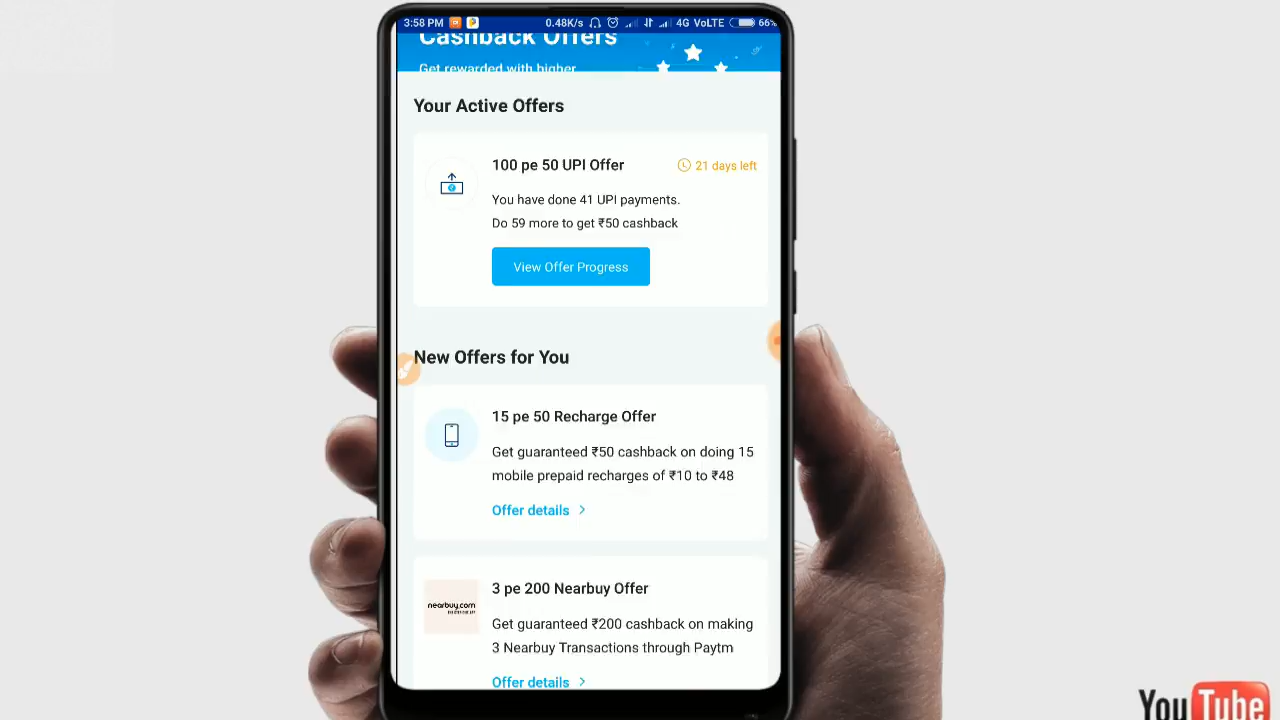 3:58 PM 0.48K/s 4G VoLTE 66%
Cashback Offers
Get rewarded with higher
Your Active Offers
100 pe 50 UPI Offer
21 days left
You have done 41 UPI payments.
Do 59 more to get ₹50 cashback
View Offer Progress
New Offers for You
15 pe 50 Recharge Offer
Get guaranteed ₹50 cashback on doing 15
mobile prepaid recharges of ₹10 to ₹48
Offer details
nearbuy.com
3 pe 200 Nearbuy Offer
Get guaranteed ₹200 cashback on making
3 Nearbuy Transactions through Paytm
Offer details
YouTube